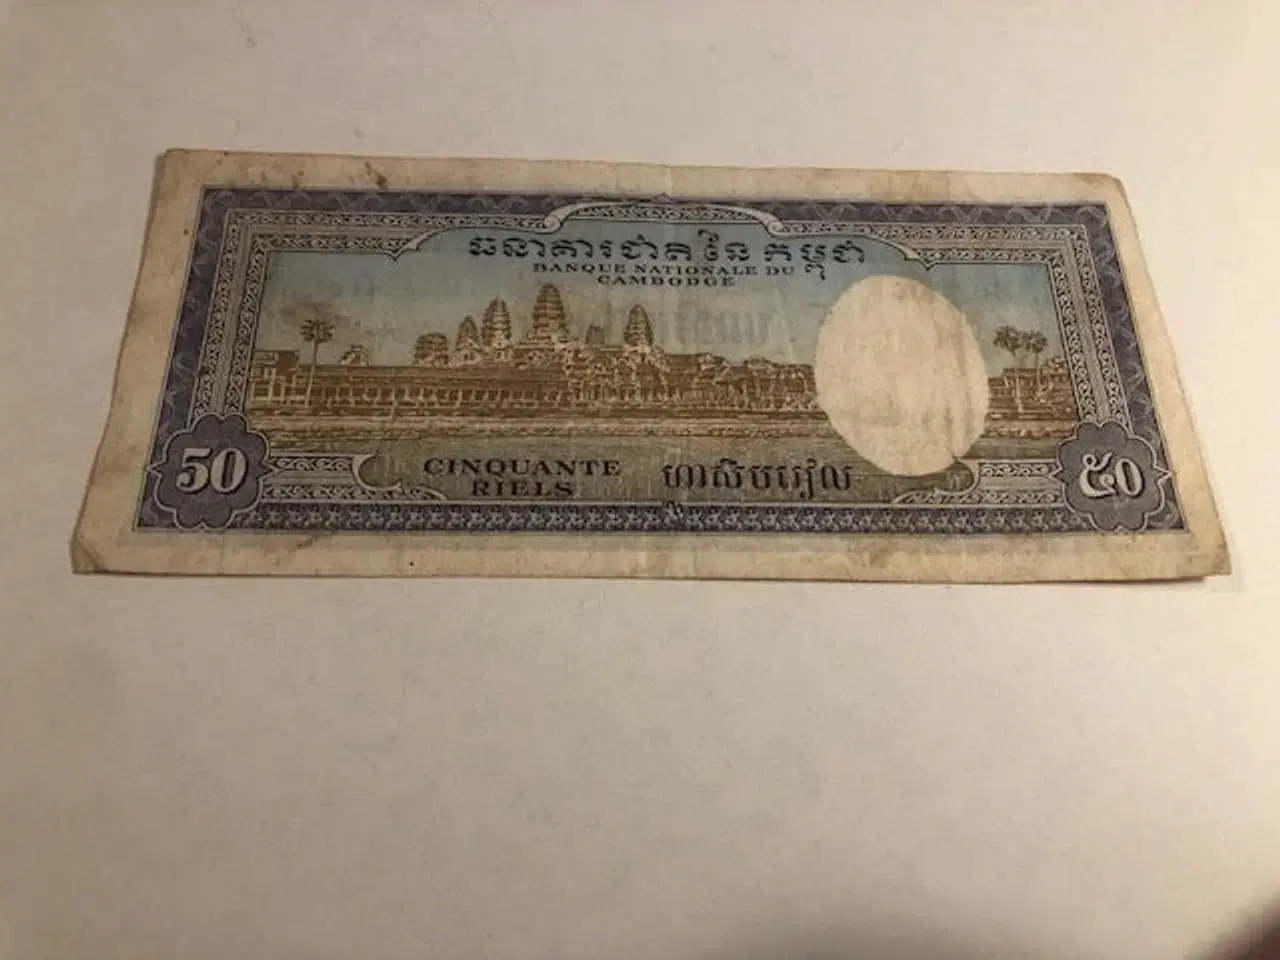 ធនាគារជាតិនៃកម្ពុជា
BANQUE NATIONALE DU
CAMBODGE
CINQUANTE
RIELS
ហាសិបរៀល
50
៥០